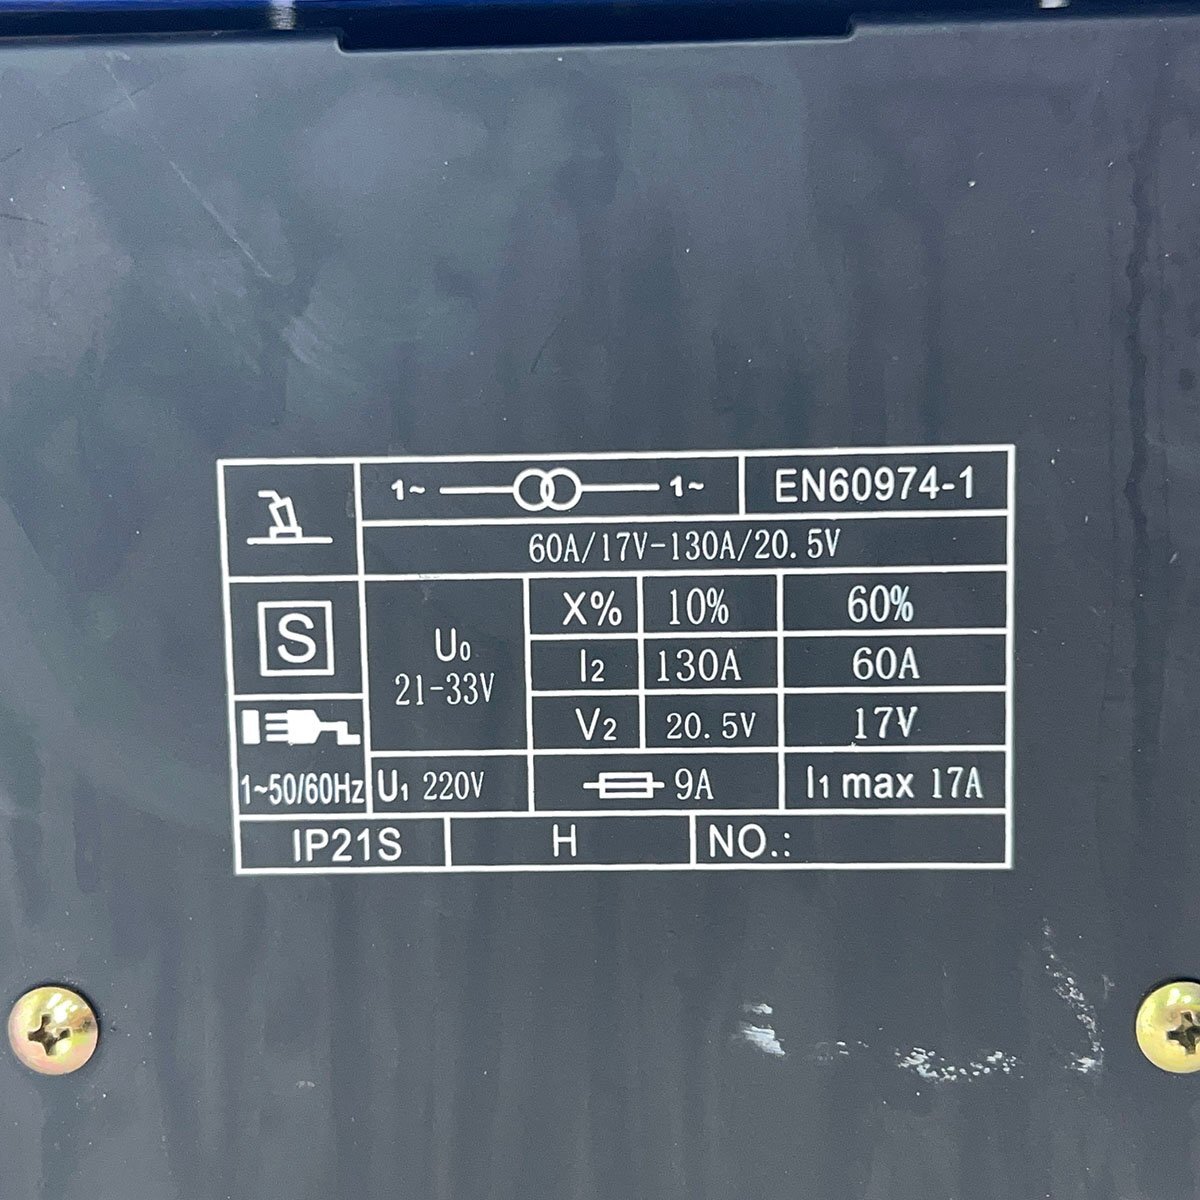 1~ 1~ EN60974-1
60A/17V-130A/20.5V
S
U0
21-33V
X% 10% 60%
I2 130A 60A
V2 20.5V 17V
1~50/60Hz U1 220V 9A I1 max 17A
IP21S H NO.: